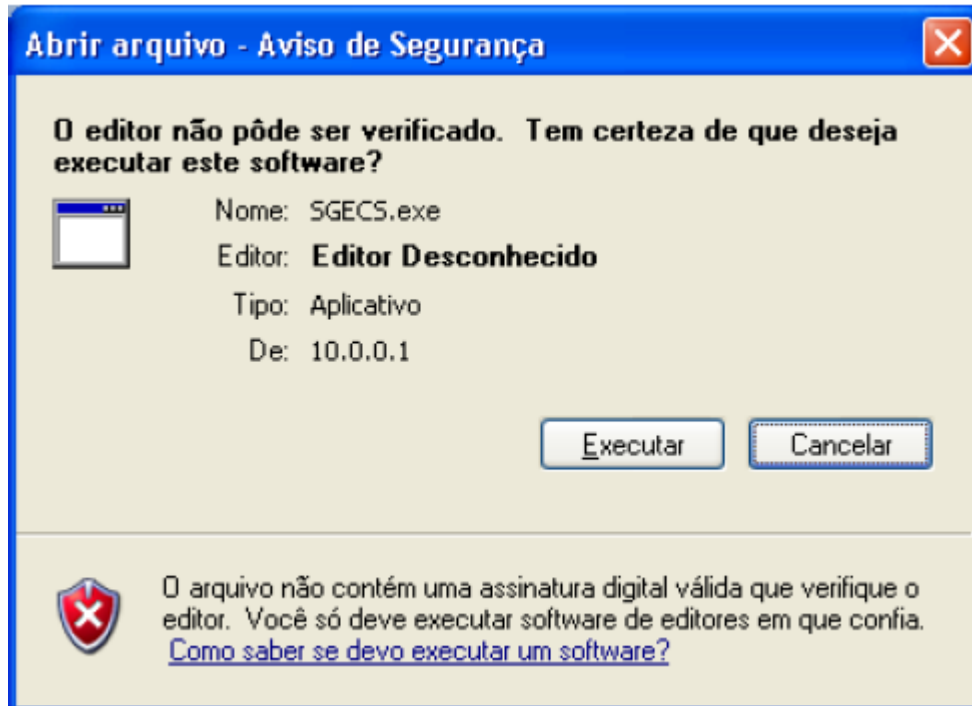 Abrir arquivo - Aviso de Segurança
O editor não pôde ser verificado. Tem certeza de que deseja
executar este software?
Nome: SGECS.exe
Editor: Editor Desconhecido
Tipo: Aplicativo
De: 10.0.0.1
Executar Cancelar
O arquivo não contém uma assinatura digital válida que verifique o
editor. Você só deve executar software de editores em que confia.
Como saber se devo executar um software?